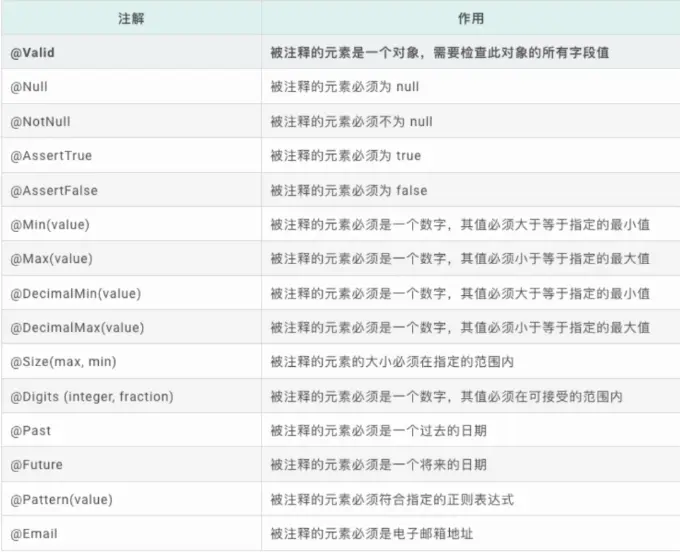 注解 作用
@Valid 被注释的元素是一个对象，需要检查此对象的所有字段值
@Null 被注释的元素必须为 null
@NotNull 被注释的元素必须不为 null
@AssertTrue 被注释的元素必须为 true
@AssertFalse 被注释的元素必须为 false
@Min(value) 被注释的元素必须是一个数字，其值必须大于等于指定的最小值
@Max(value) 被注释的元素必须是一个数字，其值必须小于等于指定的最大值
@DecimalMin(value) 被注释的元素必须是一个数字，其值必须大于等于指定的最小值
@DecimalMax(value) 被注释的元素必须是一个数字，其值必须小于等于指定的最大值
@Size(max, min) 被注释的元素的大小必须在指定的范围内
@Digits (integer, fraction) 被注释的元素必须是一个数字，其值必须在可接受的范围内
@Past 被注释的元素必须是一个过去的日期
@Future 被注释的元素必须是一个将来的日期
@Pattern(value) 被注释的元素必须符合指定的正则表达式
@Email 被注释的元素必须是电子邮箱地址